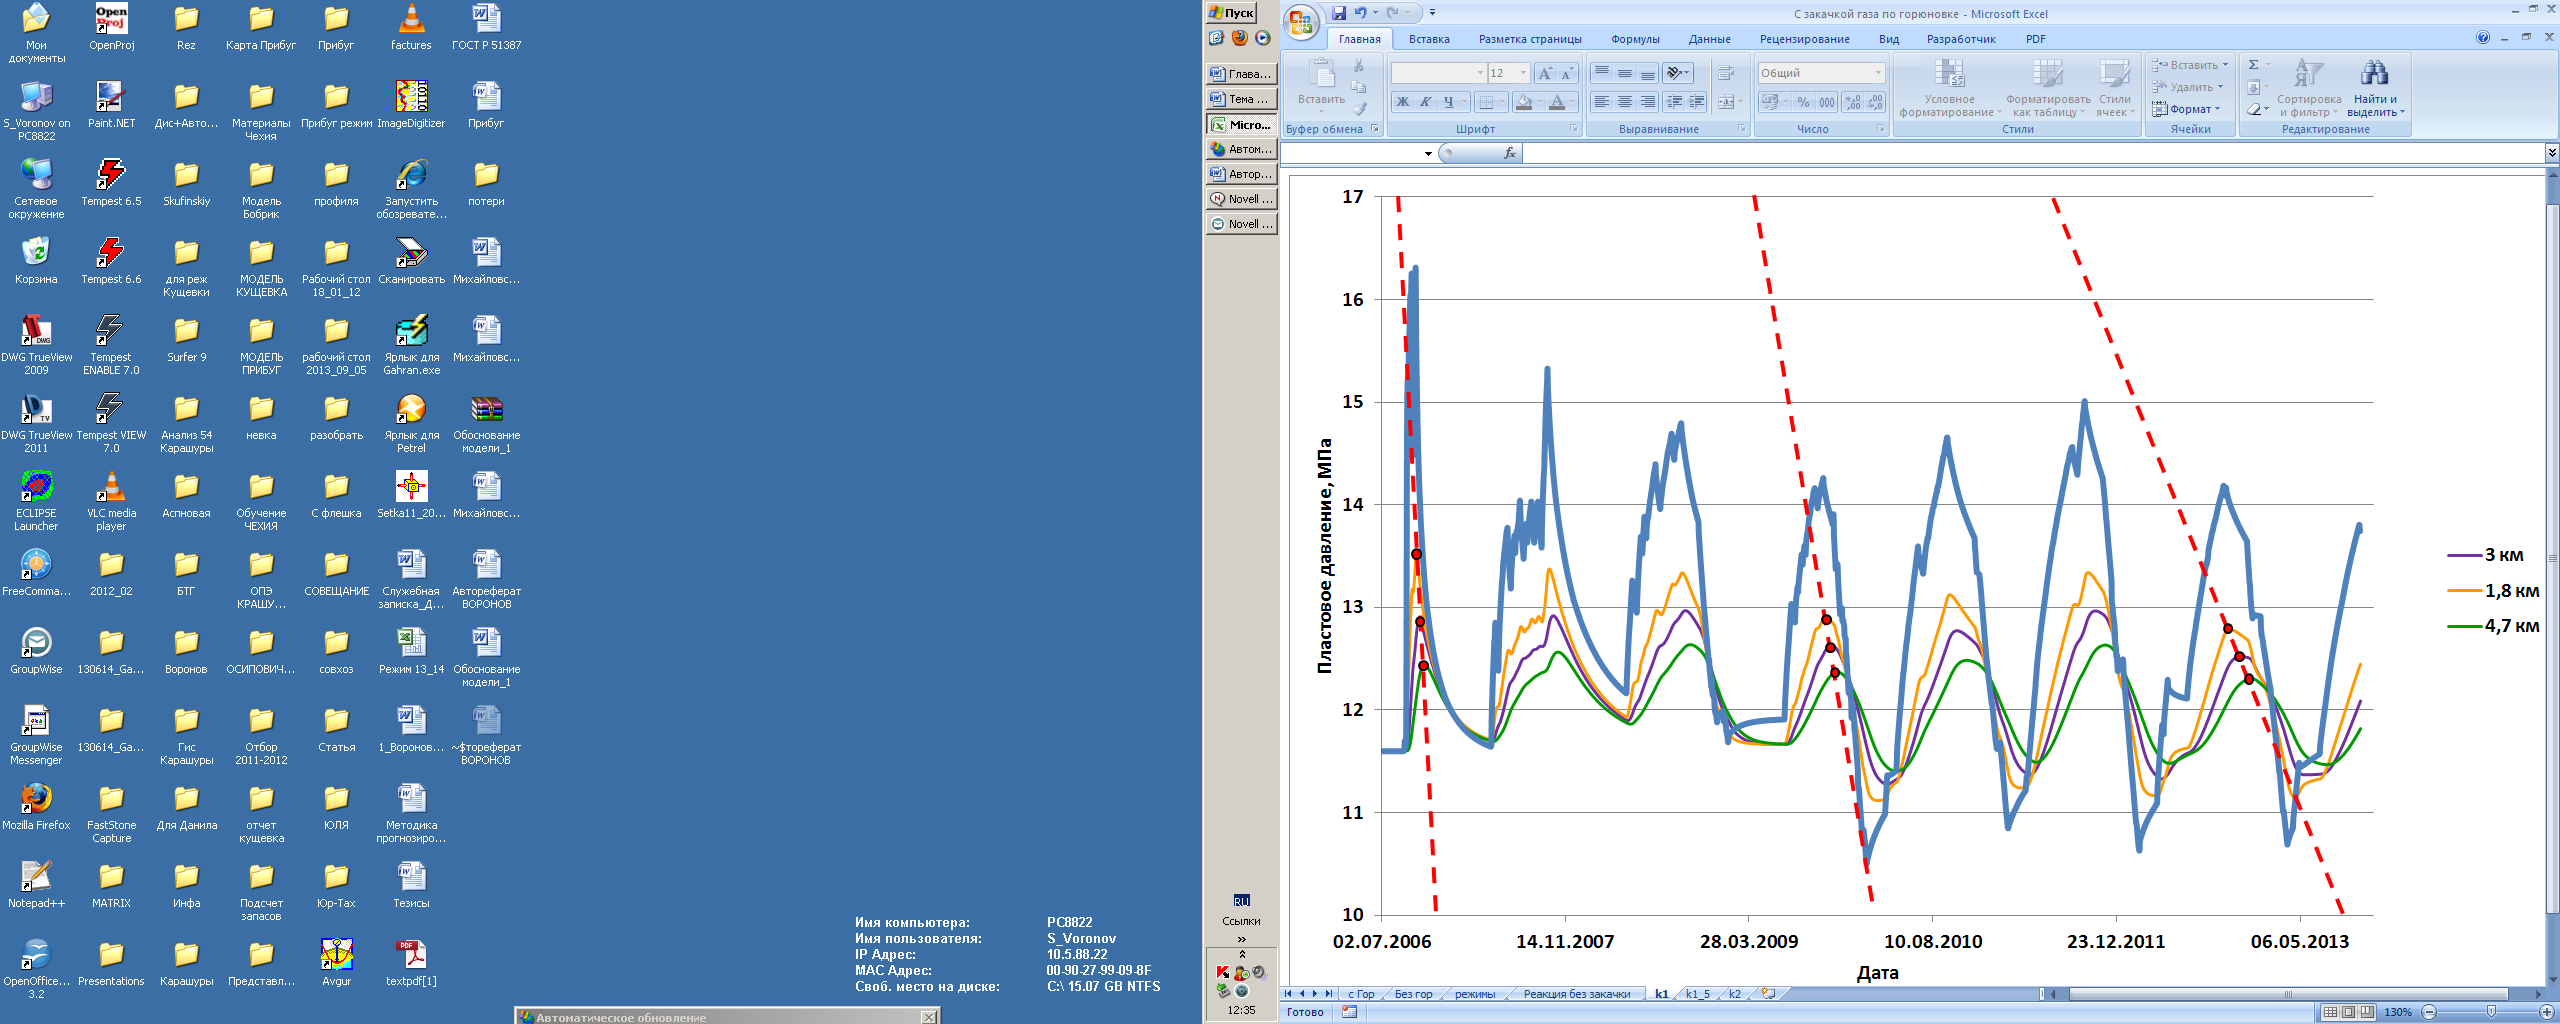 Мои документы
OpenProj
Rez
Карта Прибуг
Прибуг
factures
ГОСТ Р 51387
S_Voronov on PC8822
Paint.NET
Дис+Авто...
Материалы Чехия
Прибуг режим
ImageDigitizer
Прибуг
Сетевое окружение
Tempest 6.5
Skufinskiy
Модель Бобрик
профиля
Запустить обозревате...
потери
Корзина
Tempest 6.6
для реж Кущевки
МОДЕЛЬ КУЩЕВКА
Рабочий стол 18_01_12
Сканировать
Михайловс...
DWG TrueView 2009
Tempest ENABLE 7.0
Surfer 9
МОДЕЛЬ ПРИБУГ
рабочий стол 2013_09_05
Ярлык для Gahran.exe
Михайловс...
DWG TrueView 2011
Tempest VIEW 7.0
Анализ 54 Карашуры
невка
разобрать
Ярлык для Petrel
Обоснование модели_1
ECLIPSE Launcher
VLC media player
Аспновая
Обучение ЧЕХИЯ
С флешка
Setka11_20...
Михайловс...
FreeComma...
2012_02
БТГ
ОПЭ КРАШУ...
СОВЕЩАНИЕ
Служебная записка_Д...
Автореферат ВОРОНОВ
GroupWise
130614_Ga...
Воронов
ОСИПОВИЧ...
совхоз
Режим 13_14
Обоснование модели_1
GroupWise Messenger
130614_Ga...
Гис Карашуры
Отбор 2011-2012
Статья
1_Воронов...
~$тореферат ВОРОНОВ
Mozilla Firefox
FastStone Capture
Для Данила
отчет кущевка
ЮЛЯ
Методика прогнозиро...
Notepad++
MATRIX
Инфа
Подсчет запасов
Юр-Тах
Тезисы
OpenOffice... 3.2
Presentations
Карашуры
Представл...
Avgur
textpdf[1]
Имя компьютера: PC8822
Имя пользователя: S_Voronov
IP Адрес: 10.5.88.22
MAC Адрес: 00-90-27-99-09-8F
Своб. место на диске: C:\ 15.07 GB NTFS
Автоматическое обновление
Пуск
Глава...
Тема ...
Micro...
Автом...
Автор...
Novell ...
Novell ...
RU
Ссылки
12:35
С закачкой газа по горюновке - Microsoft Excel
Главная Вставка Разметка страницы Формулы Данные Рецензирование Вид Разработчик PDF
Вставить
Буфер обмена
12
Ж К Ч
Шрифт
Выравнивание
Общий
% 000
Число
Условное форматирование
Форматировать как таблицу
Стили ячеек
Стили
Вставить
Удалить
Формат
Ячейки
Сортировка и фильтр
Найти и выделить
Редактирование
fx
17
16
15
14
13
12
11
10
Пластовое давление, МПа
02.07.2006 14.11.2007 28.03.2009 10.08.2010 23.12.2011 06.05.2013
Дата
3 км
1,8 км
4,7 км
с Гор Без гор режимы Реакция без закачки k1 k1_5 k2
Готово
130%